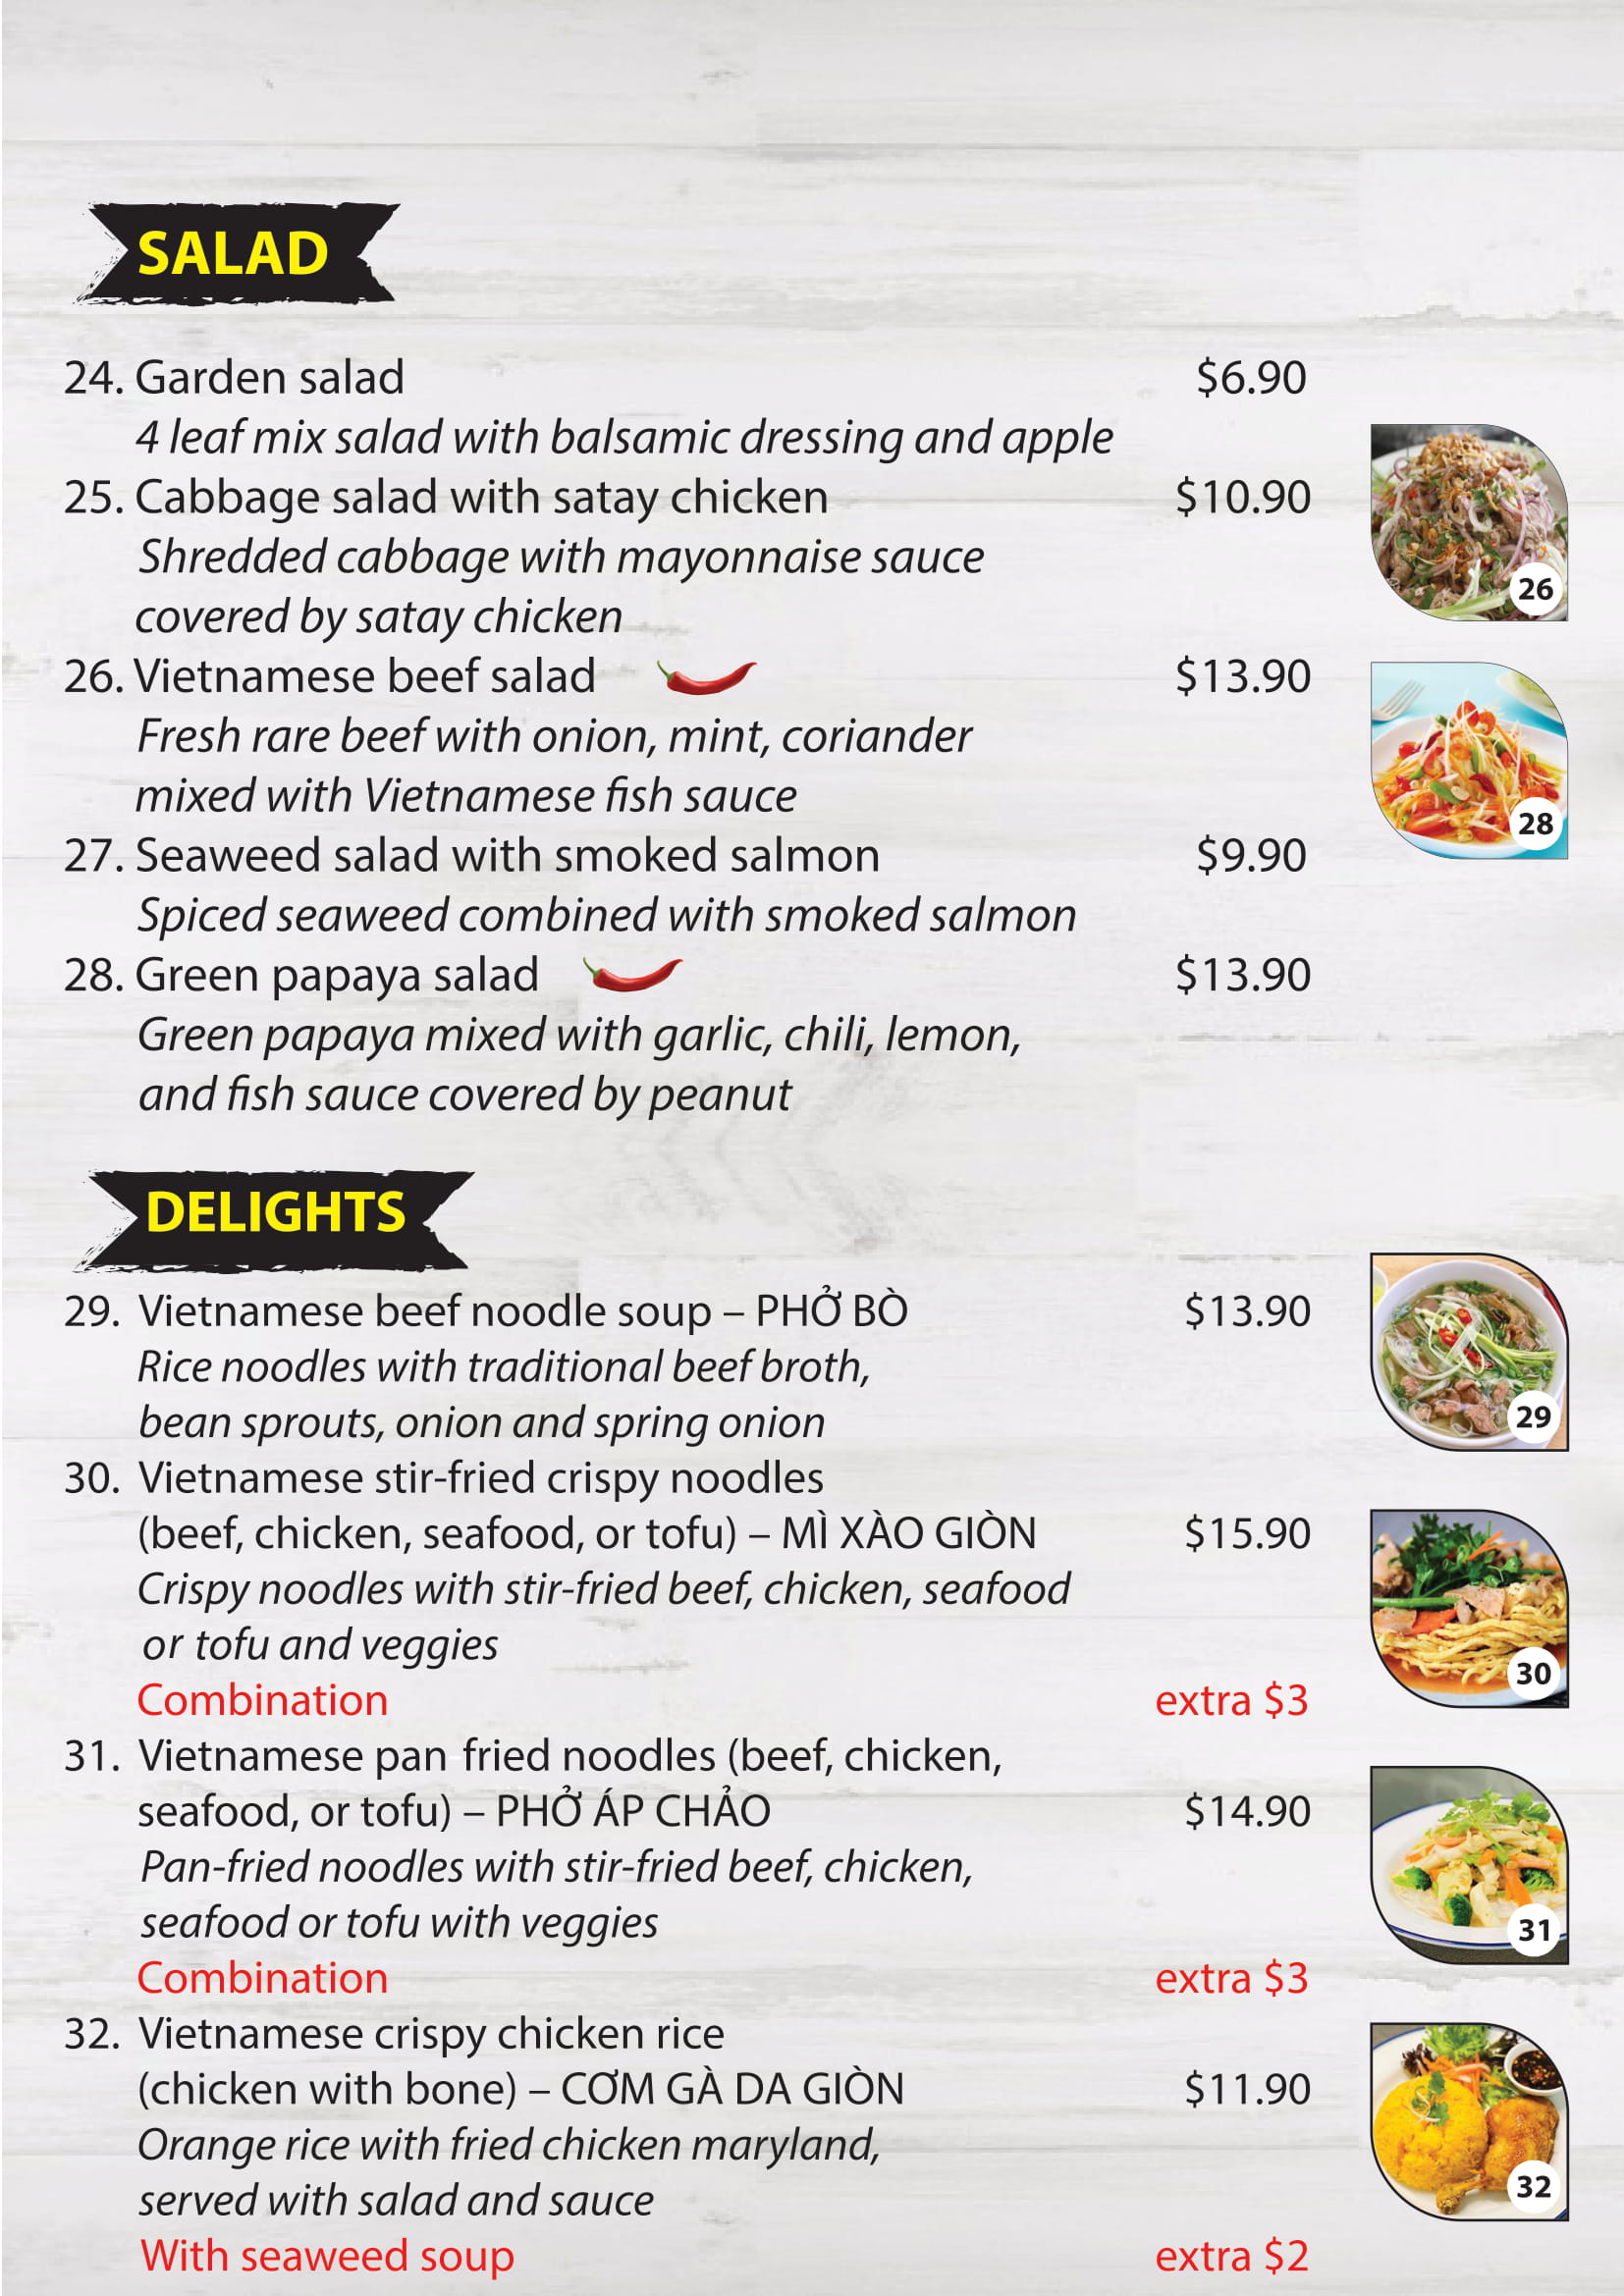 SALAD
24. Garden salad $6.90
4 leaf mix salad with balsamic dressing and apple
25. Cabbage salad with satay chicken $10.90
Shredded cabbage with mayonnaise sauce
covered by satay chicken
26
26. Vietnamese beef salad $13.90
Fresh rare beef with onion, mint, coriander
mixed with Vietnamese fish sauce
28
27. Seaweed salad with smoked salmon $9.90
Spiced seaweed combined with smoked salmon
28. Green papaya salad $13.90
Green papaya mixed with garlic, chili, lemon,
and fish sauce covered by peanut
DELIGHTS
29. Vietnamese beef noodle soup – PHỞ BÒ $13.90
Rice noodles with traditional beef broth,
bean sprouts, onion and spring onion
29
30. Vietnamese stir-fried crispy noodles
(beef, chicken, seafood, or tofu) – MÌ XÀO GIÒN $15.90
Crispy noodles with stir-fried beef, chicken, seafood
or tofu and veggies
30
Combination extra $3
31. Vietnamese pan-fried noodles (beef, chicken,
seafood, or tofu) – PHỞ ÁP CHẢO $14.90
Pan-fried noodles with stir-fried beef, chicken,
seafood or tofu with veggies
31
Combination extra $3
32. Vietnamese crispy chicken rice
(chicken with bone) – CƠM GÀ DA GIÒN $11.90
Orange rice with fried chicken maryland,
served with salad and sauce
32
With seaweed soup extra $2